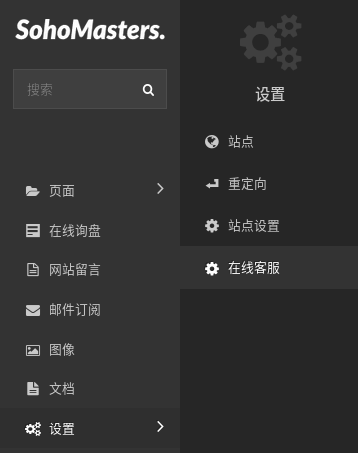 SohoMasters.
搜索
页面
在线询盘
网站留言
邮件订阅
图像
文档
设置
设置
站点
重定向
站点设置
在线客服